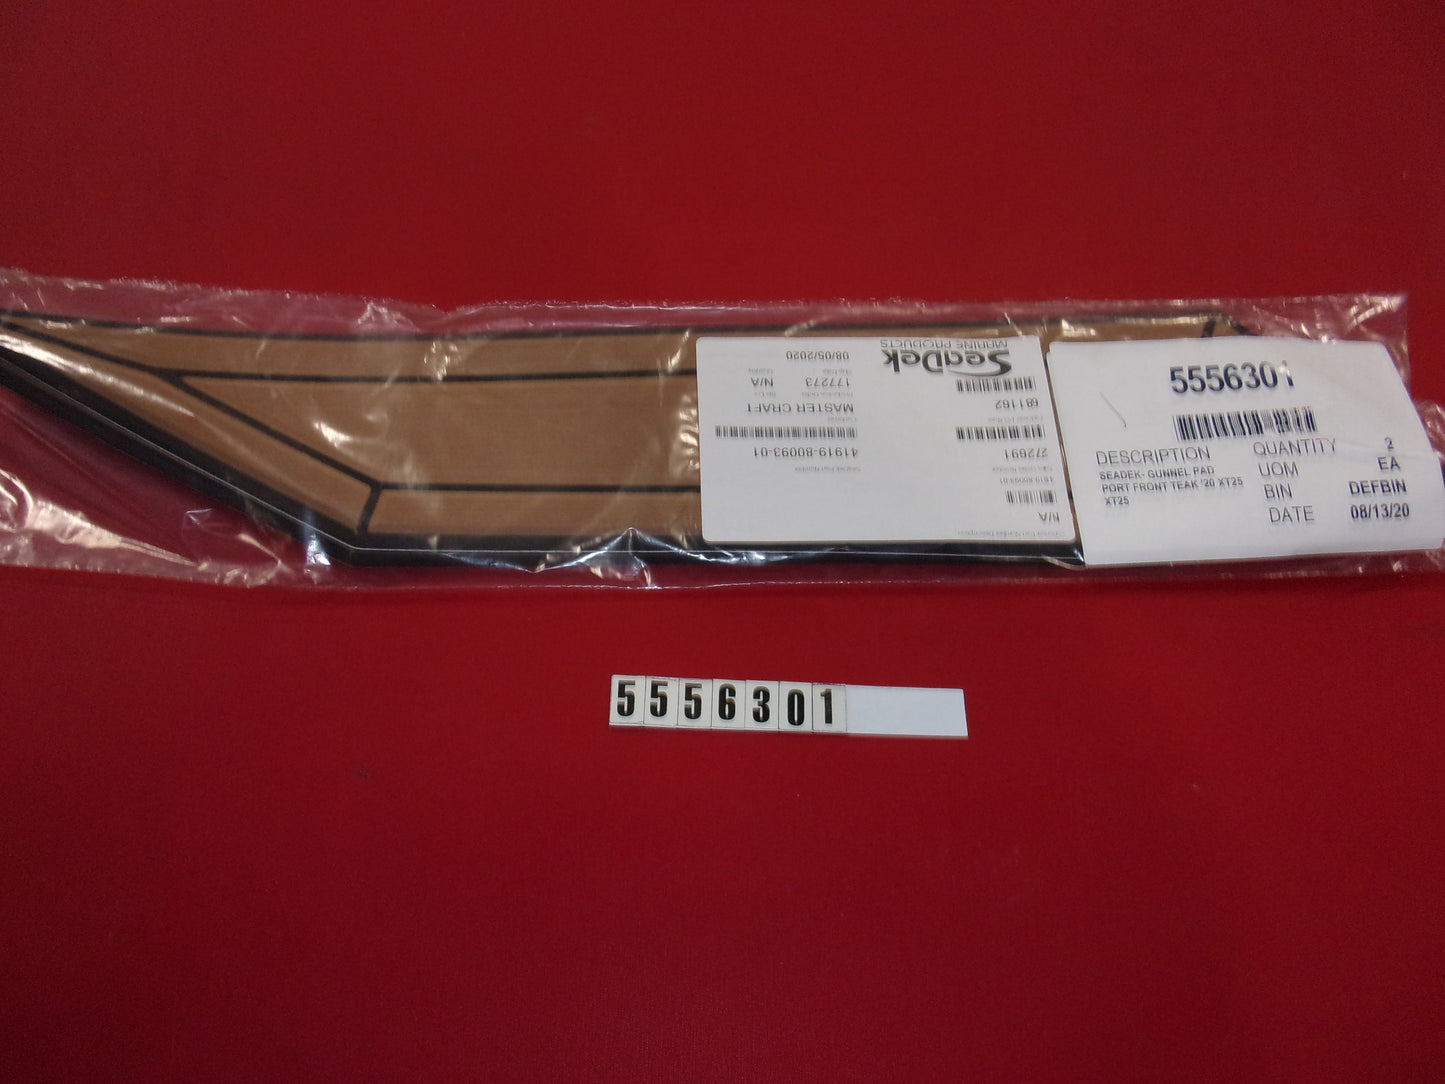 5556301
DESCRIPTION
SEADEK- GUNNEL PAD
PORT FRONT TEAK '20 XT25
XT25
QUANTITY 2
UOM EA
BIN DEFBIN
DATE 08/13/20
SeaDek
MARINE PRODUCTS
681162
272691
N/A
08/05/2020
177273 N/A
MASTER CRAFT
41919-80093-01
5556301